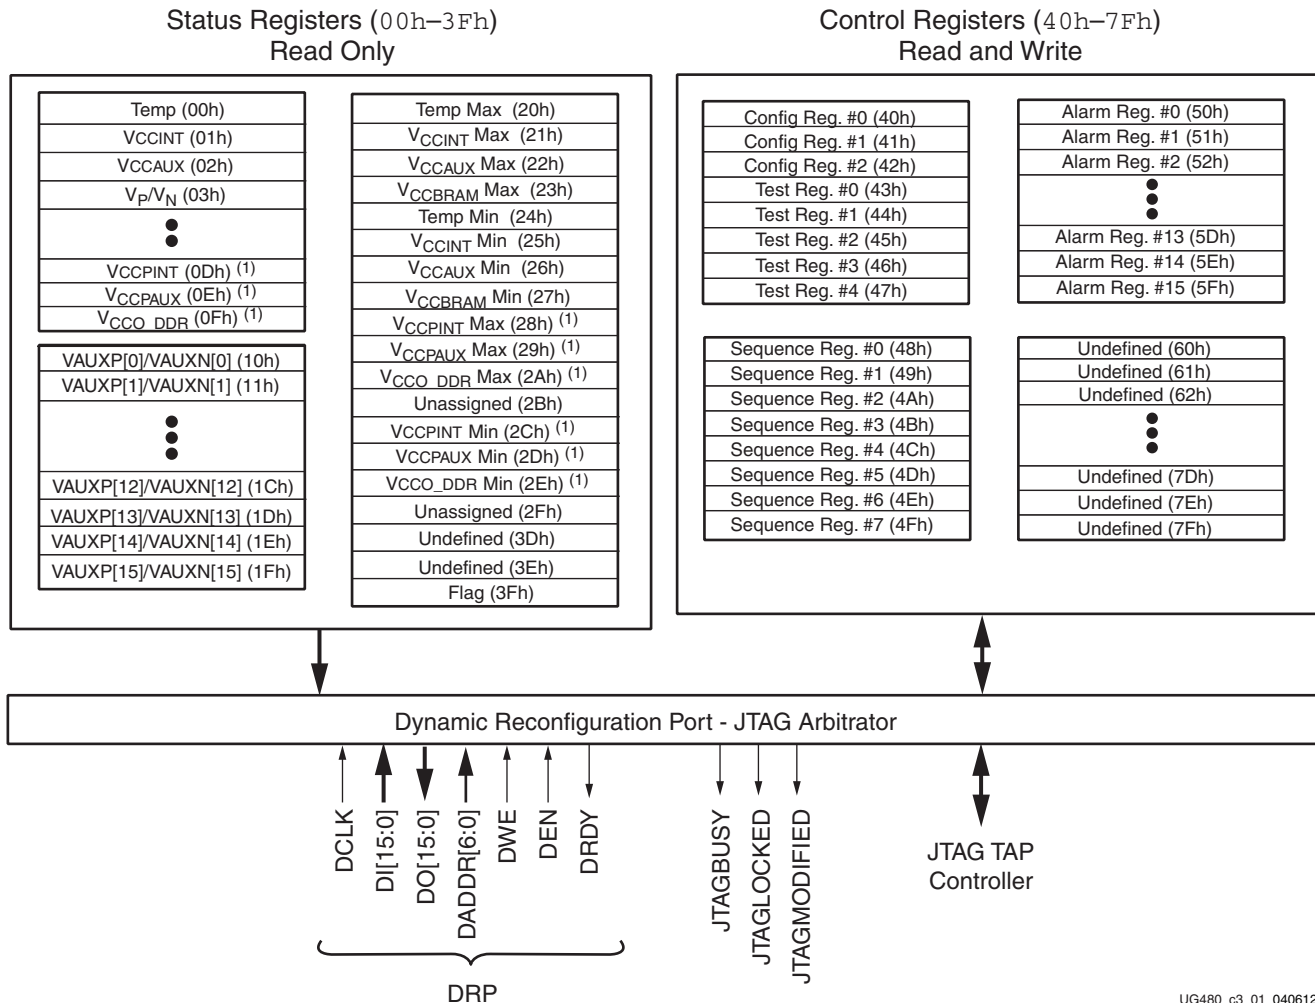 Status Registers (00h–3Fh)
Read Only
Temp (00h)
VCCINT (01h)
VCCAUX (02h)
VP/VN (03h)
VCCPINT (0Dh) (1)
VCCPAUX (0Eh) (1)
VCCO_DDR (0Fh) (1)
VAUXP[0]/VAUXN[0] (10h)
VAUXP[1]/VAUXN[1] (11h)
VAUXP[12]/VAUXN[12] (1Ch)
VAUXP[13]/VAUXN[13] (1Dh)
VAUXP[14]/VAUXN[14] (1Eh)
VAUXP[15]/VAUXN[15] (1Fh)
Temp Max (20h)
VCCINT Max (21h)
VCCAUX Max (22h)
VCCBRAM Max (23h)
Temp Min (24h)
VCCINT Min (25h)
VCCAUX Min (26h)
VCCBRAM Min (27h)
VCCPINT Max (28h) (1)
VCCPAUX Max (29h) (1)
VCCO_DDR Max (2Ah) (1)
Unassigned (2Bh)
VCCPINT Min (2Ch) (1)
VCCPAUX Min (2Dh) (1)
VCCO_DDR Min (2Eh) (1)
Unassigned (2Fh)
Undefined (3Dh)
Undefined (3Eh)
Flag (3Fh)
Control Registers (40h–7Fh)
Read and Write
Config Reg. #0 (40h)
Config Reg. #1 (41h)
Config Reg. #2 (42h)
Test Reg. #0 (43h)
Test Reg. #1 (44h)
Test Reg. #2 (45h)
Test Reg. #3 (46h)
Test Reg. #4 (47h)
Sequence Reg. #0 (48h)
Sequence Reg. #1 (49h)
Sequence Reg. #2 (4Ah)
Sequence Reg. #3 (4Bh)
Sequence Reg. #4 (4Ch)
Sequence Reg. #5 (4Dh)
Sequence Reg. #6 (4Eh)
Sequence Reg. #7 (4Fh)
Alarm Reg. #0 (50h)
Alarm Reg. #1 (51h)
Alarm Reg. #2 (52h)
Alarm Reg. #13 (5Dh)
Alarm Reg. #14 (5Eh)
Alarm Reg. #15 (5Fh)
Undefined (60h)
Undefined (61h)
Undefined (62h)
Undefined (7Dh)
Undefined (7Eh)
Undefined (7Fh)
Dynamic Reconfiguration Port - JTAG Arbitrator
DCLK
DI[15:0]
DO[15:0]
DADDR[6:0]
DWE
DEN
DRDY
JTAGBUSY
JTAGLOCKED
JTAGMODIFIED
JTAG TAP
Controller
DRP
UG480_c3_01_040612